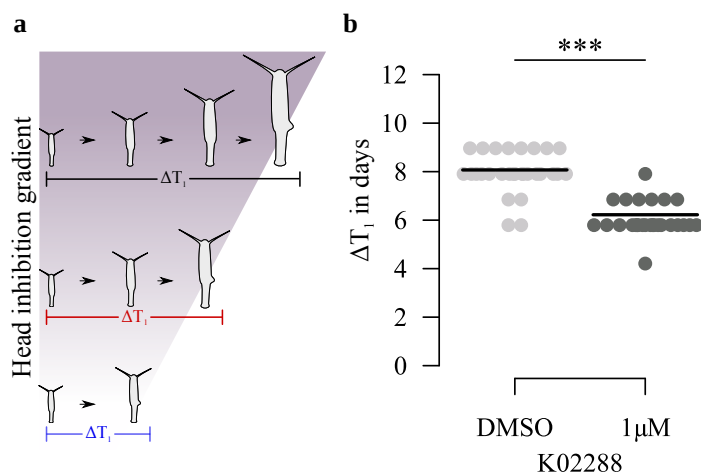 a
Head inhibition gradient
ΔT₁
ΔT₁
ΔT₁
b
***
ΔT₁ in days
12
10
8
6
4
2
0
DMSO 1μM
K02288